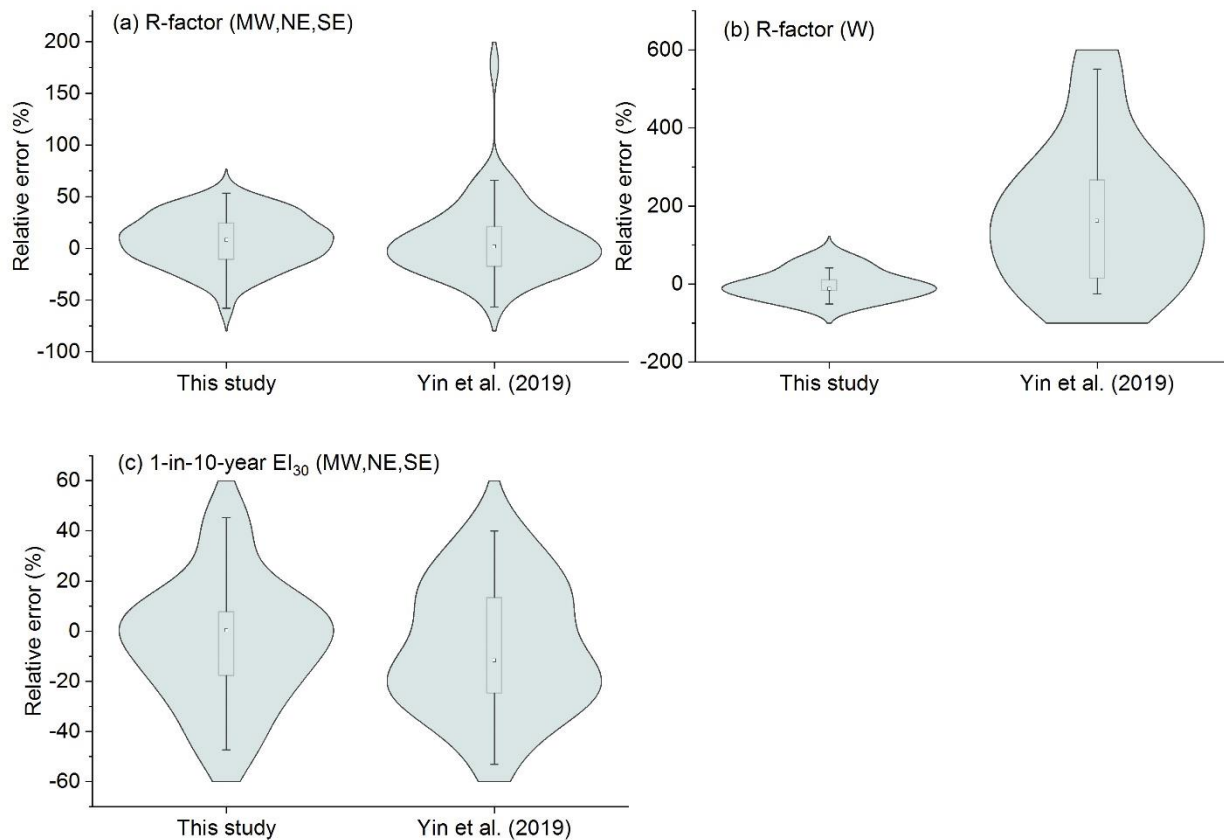 (a) R-factor (MW,NE,SE)
Relative error (%)
200
150
100
50
0
-50
-100
This study
Yin et al. (2019)
(b) R-factor (W)
Relative error (%)
600
400
200
0
-200
This study
Yin et al. (2019)
(c) 1-in-10-year EI30 (MW,NE,SE)
Relative error (%)
60
40
20
0
-20
-40
-60
This study
Yin et al. (2019)